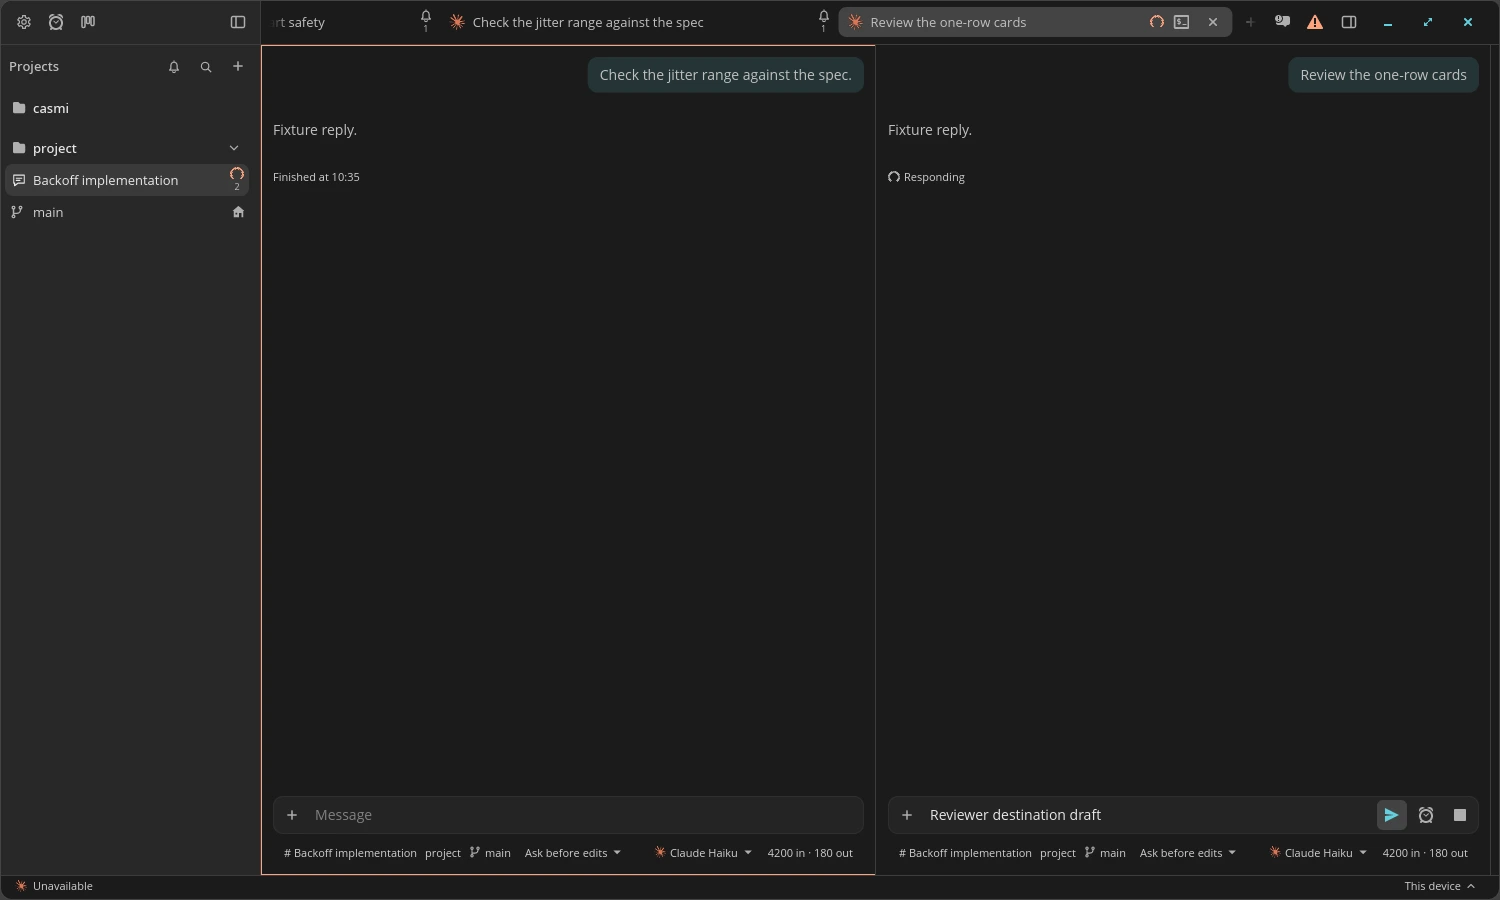 rt safety
1
Check the jitter range against the spec
1
Review the one-row cards
Projects
casmi
project
Backoff implementation
2
main
Check the jitter range against the spec.
Fixture reply.
Finished at 10:35
Message
# Backoff implementation project main Ask before edits Claude Haiku 4200 in · 180 out
Review the one-row cards
Fixture reply.
Responding
Reviewer destination draft
# Backoff implementation project main Ask before edits Claude Haiku 4200 in · 180 out
Unavailable
This device